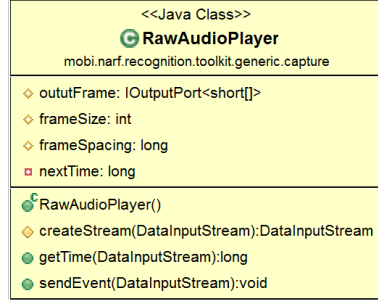 <<Java Class>>
C RawAudioPlayer
mobi.narf.recognition.toolkit.generic.capture
oututFrame: IOutputPort<short[]>
frameSize: int
frameSpacing: long
nextTime: long
C RawAudioPlayer()
createStream(DataInputStream):DataInputStream
getTime(DataInputStream):long
sendEvent(DataInputStream):void